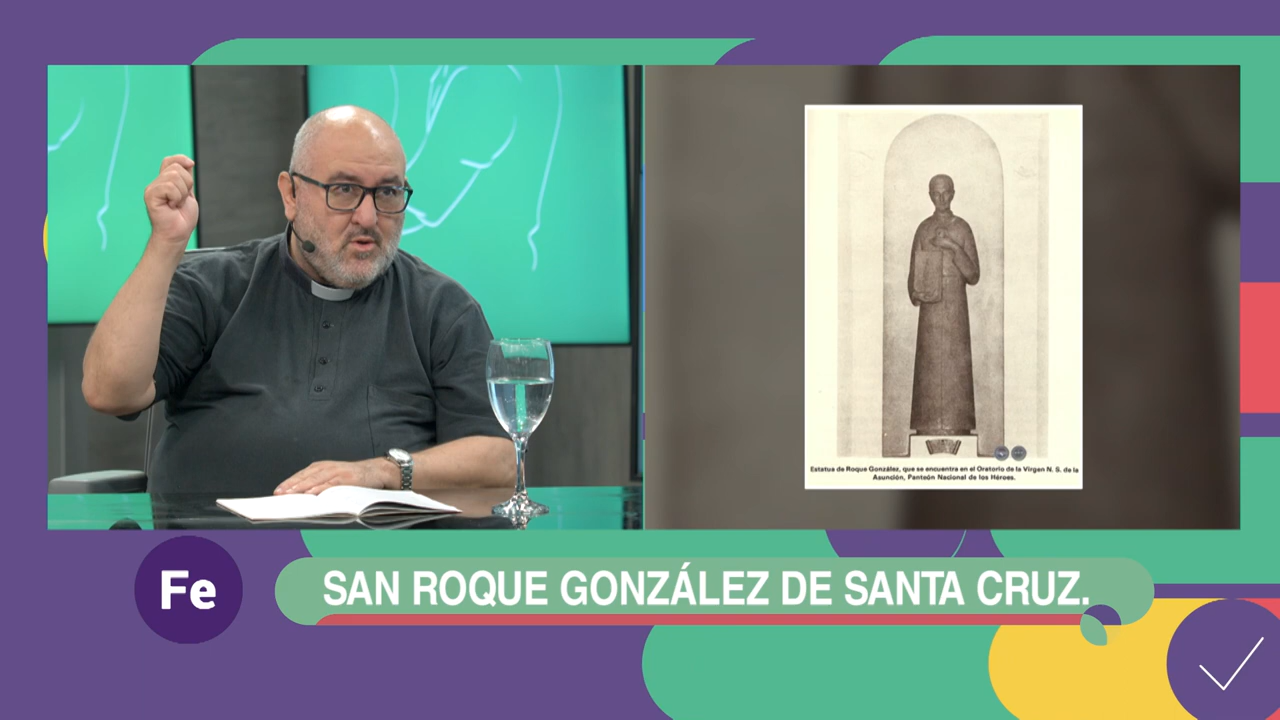 Estatua de Roque González, que se encuentra en el Oratorio de la Virgen N. S. de la
Asunción, Panteón Nacional de los Héroes.
Fe
SAN ROQUE GONZÁLEZ DE SANTA CRUZ.